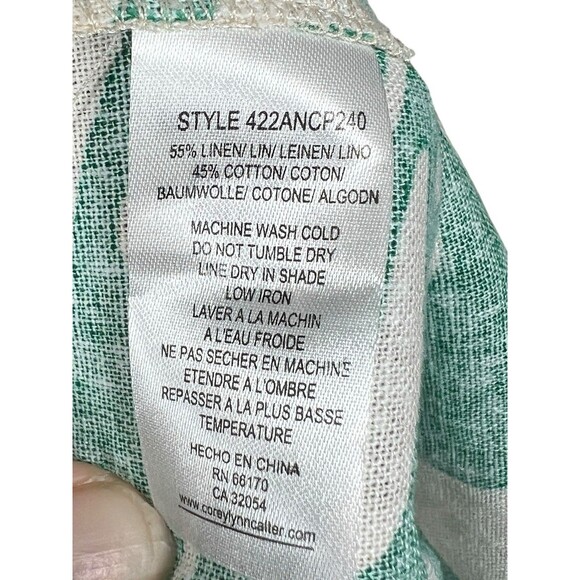 STYLE 422ANCP240
55% LINEN/ LIN/ LEINEN/ LINO
45% COTTON/ COTON/
BAUMWOLLE/ COTONE/ ALGODN
MACHINE WASH COLD
DO NOT TUMBLE DRY
LINE DRY IN SHADE
LOW IRON
LAVER A LA MACHIN
A L'EAU FROIDE
NE PAS SECHER EN MACHINE
ETENDRE A L'OMBRE
REPASSER A LA PLUS BASSE
TEMPERATURE
HECHO EN CHINA
RN 66170
CA 32054
www.coreylynncalter.com